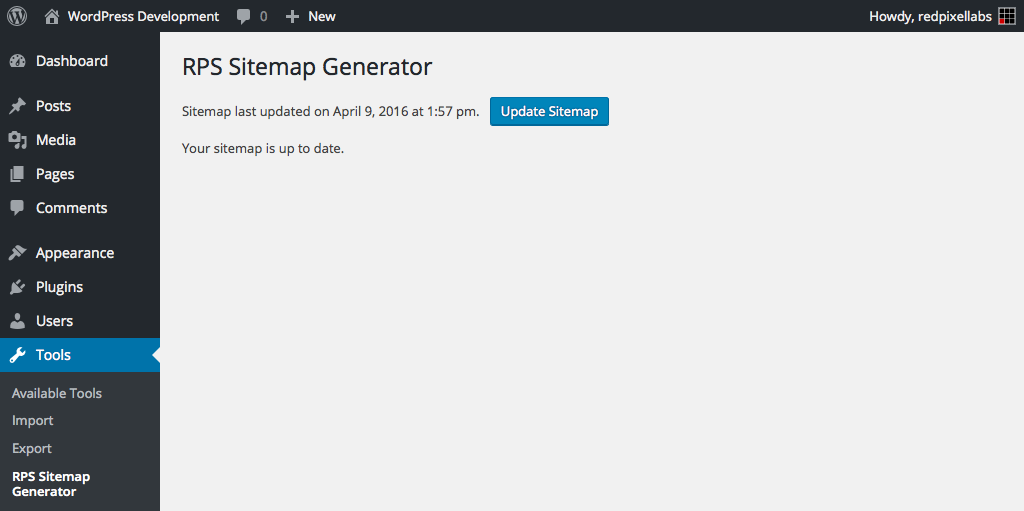 WordPress Development 0 New Howdy, redpixellabs
Dashboard
Posts
Media
Pages
Comments
Appearance
Plugins
Users
Tools
Available Tools
Import
Export
RPS Sitemap
Generator
RPS Sitemap Generator
Sitemap last updated on April 9, 2016 at 1:57 pm. Update Sitemap
Your sitemap is up to date.